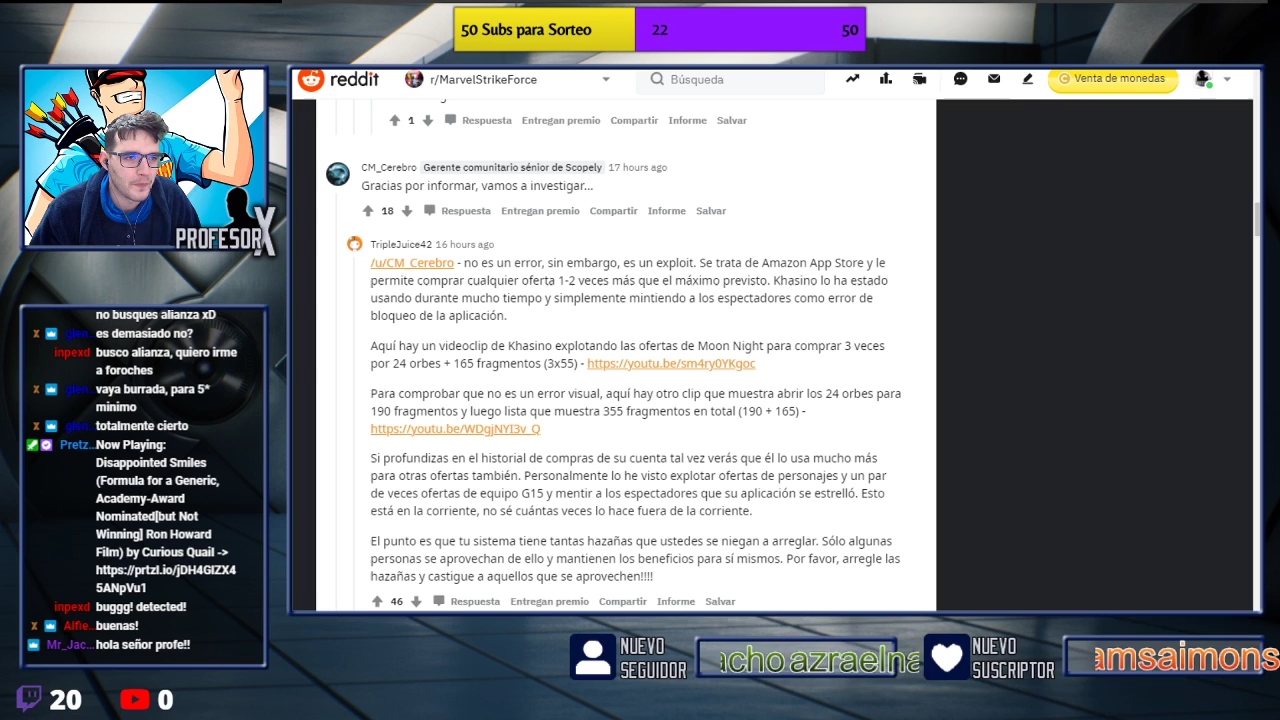 50 Subs para Sorteo
22
50
PROFESOR X
reddit
r/MarvelStrikeForce
Búsqueda
Venta de monedas
1
Respuesta
Entregan premio
Compartir
Informe
Salvar
CM_Cerebro Gerente comunitario sénior de Scopely 17 hours ago
Gracias por informar, vamos a investigar...
18
Respuesta
Entregan premio
Compartir
Informe
Salvar
TripleJuice42 16 hours ago
/u/CM_Cerebro - no es un error, sin embargo, es un exploit. Se trata de Amazon App Store y le
permite comprar cualquier oferta 1-2 veces más que el máximo previsto. Khasino lo ha estado
usando durante mucho tiempo y simplemente mintiendo a los espectadores como error de
bloqueo de la aplicación.
Aquí hay un videoclip de Khasino explotando las ofertas de Moon Night para comprar 3 veces
por 24 orbes + 165 fragmentos (3x55) - https://youtu.be/sm4ry0YKgoc
Para comprobar que no es un error visual, aquí hay otro clip que muestra abrir los 24 orbes para
190 fragmentos y luego lista que muestra 355 fragmentos en total (190 + 165) -
https://youtu.be/WDgjNYI3v_Q
Si profundizas en el historial de compras de su cuenta tal vez verás que él lo usa mucho más
para otras ofertas también. Personalmente lo he visto explotar ofertas de personajes y un par
de veces ofertas de equipo G15 y mentir a los espectadores que su aplicación se estrelló. Esto
está en la corriente, no sé cuántas veces lo hace fuera de la corriente.
El punto es que tu sistema tiene tantas hazañas que ustedes se niegan a arreglar. Sólo algunas
personas se aprovechan de ello y mantienen los beneficios para sí mismos. Por favor, arregle las
hazañas y castigue a aquellos que se aprovechen!!!!
46
Respuesta
Entregan premio
Compartir
Informe
Salvar
no busques alianza xD
glen... es demasiado no?
inpexd busco alianza, quiero irme
a foroches
glen... vaya burrada, para 5*
minimo
glen... totalmente cierto
Pretz... Now Playing:
Disappointed Smiles
(Formula for a Generic,
Academy-Award
Nominated[but Not
Winning] Ron Howard
Film) by Curious Quail ->
https://prtzl.io/jDH4GlZX4
5ANpVu1
inpexd buggg! detected!
Alfie... buenas!
Mr_Jac... hola señor profe!!
NUEVO
SEGUIDOR
acho azraelna
NUEVO
SUSCRIPTOR
amsaimons
20
0